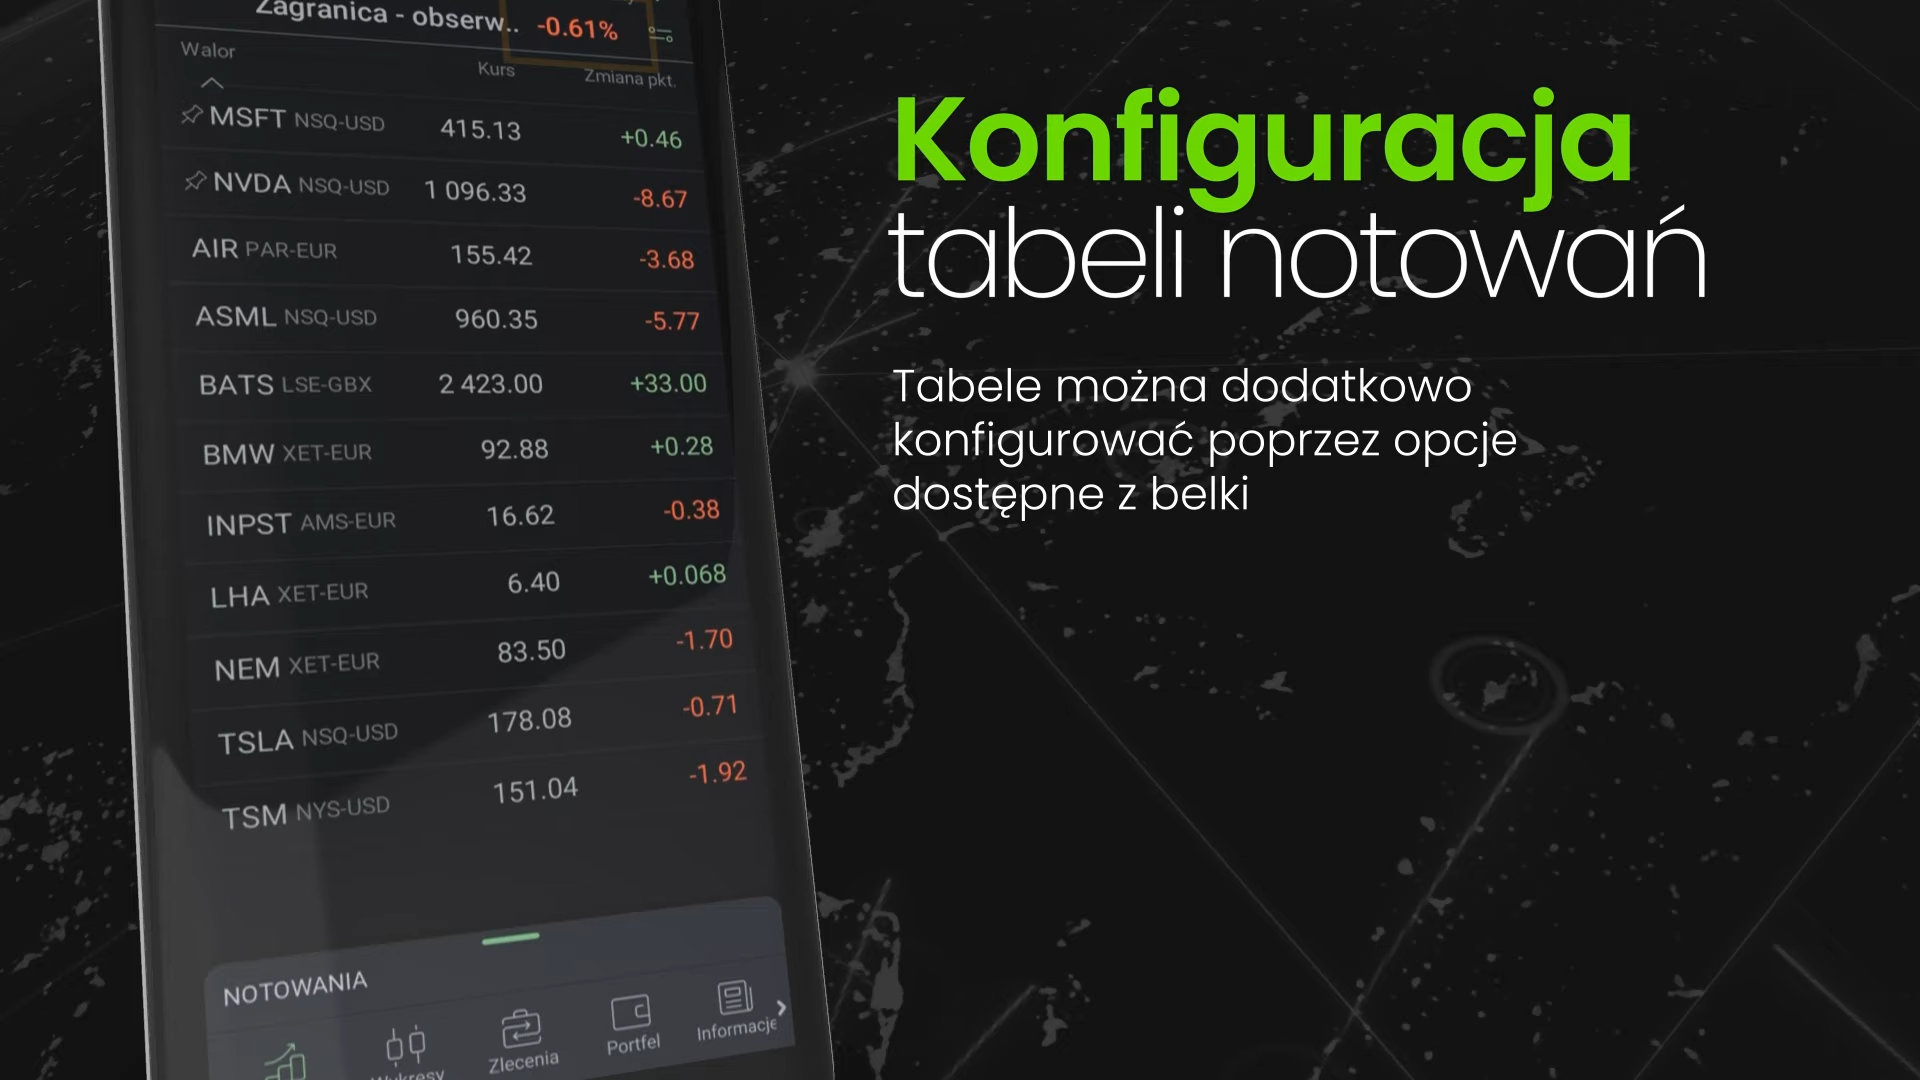 Zagranica - obserw.. -0.61%
Walor Kurs Zmiana pkt.
MSFT NSQ-USD 415.13 +0.46
NVDA NSQ-USD 1 096.33 -8.67
AIR PAR-EUR 155.42 -3.68
ASML NSQ-USD 960.35 -5.77
BATS LSE-GBX 2 423.00 +33.00
BMW XET-EUR 92.88 +0.28
INPST AMS-EUR 16.62 -0.38
LHA XET-EUR 6.40 +0.068
NEM XET-EUR 83.50 -1.70
TSLA NSQ-USD 178.08 -0.71
TSM NYS-USD 151.04 -1.92
NOTOWANIA
Wykresy Zlecenia Portfel Informacje
Konfiguracja
tabeli notowań
Tabele można dodatkowo
konfigurować poprzez opcje
dostępne z belki